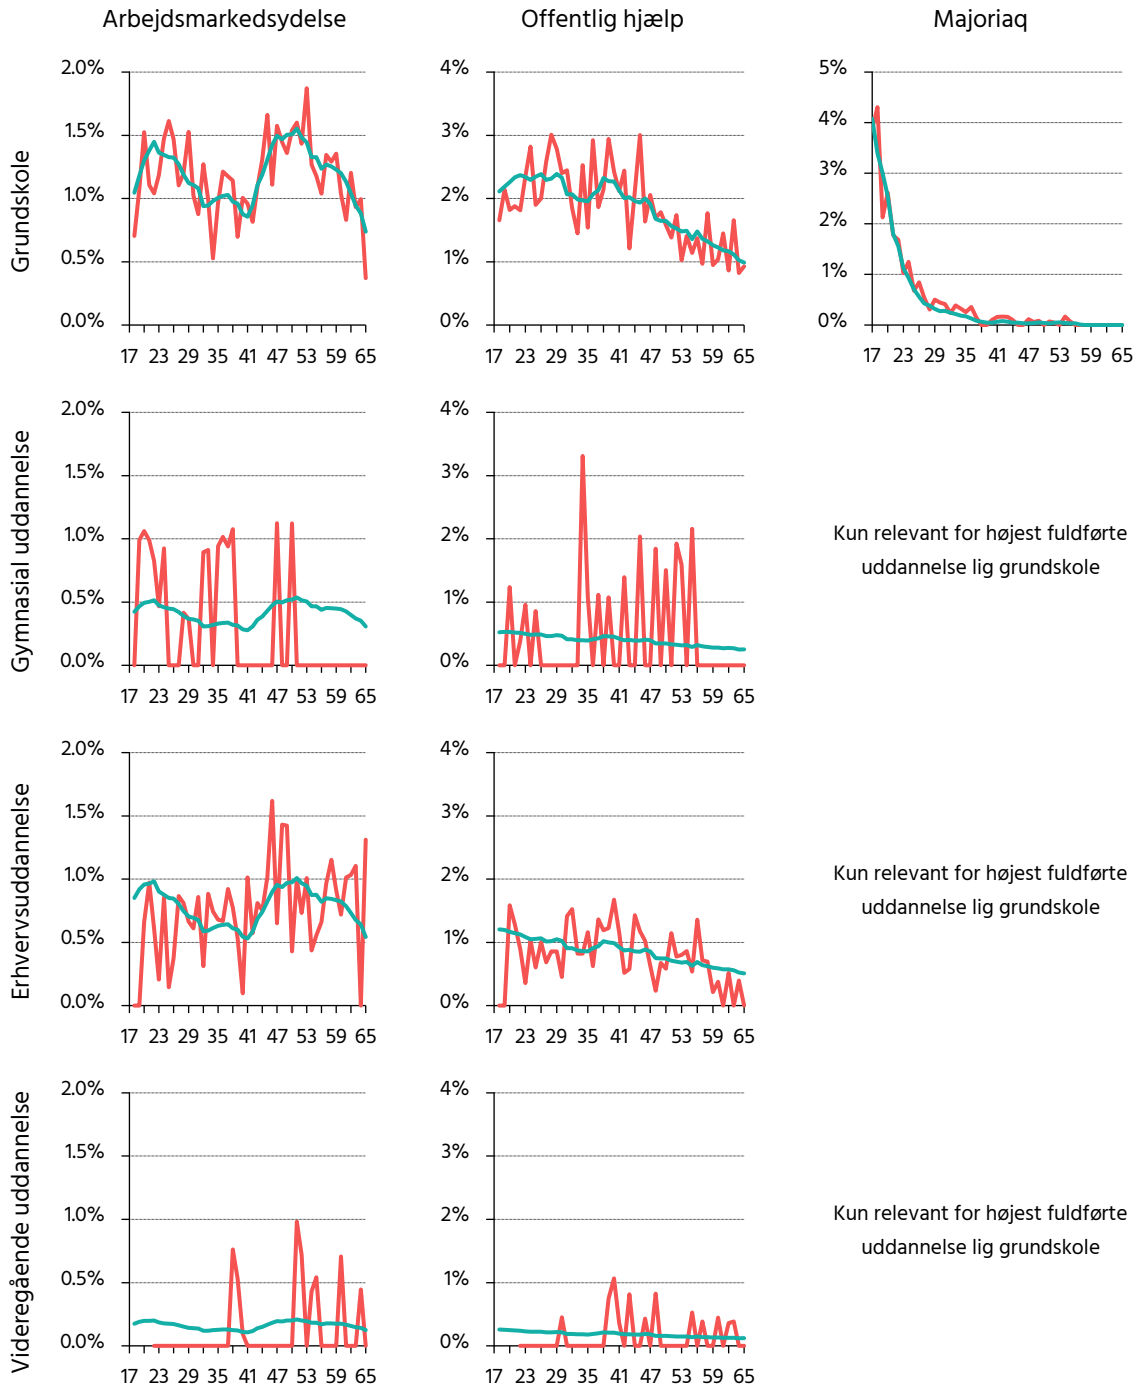 Arbejdsmarkedsydelse
Offentlig hjælp
Majoriaq
Grundskole
2.0%
1.5%
1.0%
0.5%
0.0%
17 23 29 35 41 47 53 59 65
4%
3%
2%
1%
0%
17 23 29 35 41 47 53 59 65
5%
4%
3%
2%
1%
0%
17 23 29 35 41 47 53 59 65
Gymnasial uddannelse
2.0%
1.5%
1.0%
0.5%
0.0%
17 23 29 35 41 47 53 59 65
4%
3%
2%
1%
0%
17 23 29 35 41 47 53 59 65
Kun relevant for højest fuldførte
uddannelse lig grundskole
Erhvervsuddannelse
2.0%
1.5%
1.0%
0.5%
0.0%
17 23 29 35 41 47 53 59 65
4%
3%
2%
1%
0%
17 23 29 35 41 47 53 59 65
Kun relevant for højest fuldførte
uddannelse lig grundskole
Videregående uddannelse
2.0%
1.5%
1.0%
0.5%
0.0%
17 23 29 35 41 47 53 59 65
4%
3%
2%
1%
0%
17 23 29 35 41 47 53 59 65
Kun relevant for højest fuldførte
uddannelse lig grundskole